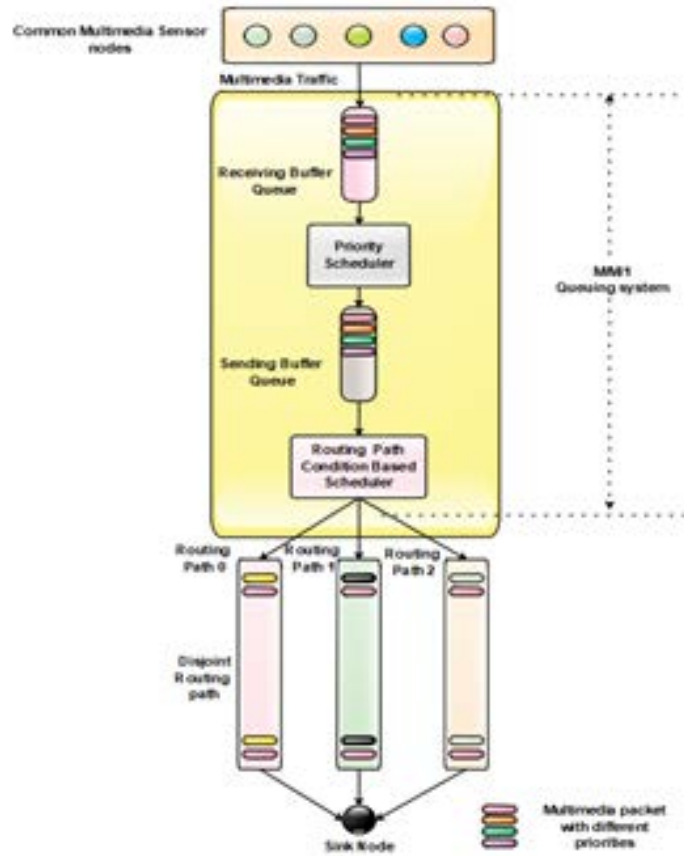 Common Multimedia Sensor
nodes
Multimedia Traffic
Receiving Buffer
Queue
Priority
Scheduler
M/M/1
Queuing system
Sending Buffer
Queue
Routing Path
Condition Based
Scheduler
Routing
Path 0
Routing
Path 1
Routing
Path 2
Disjoint
Routing
path
Sink Node
Multimedia packet
with different
priorities